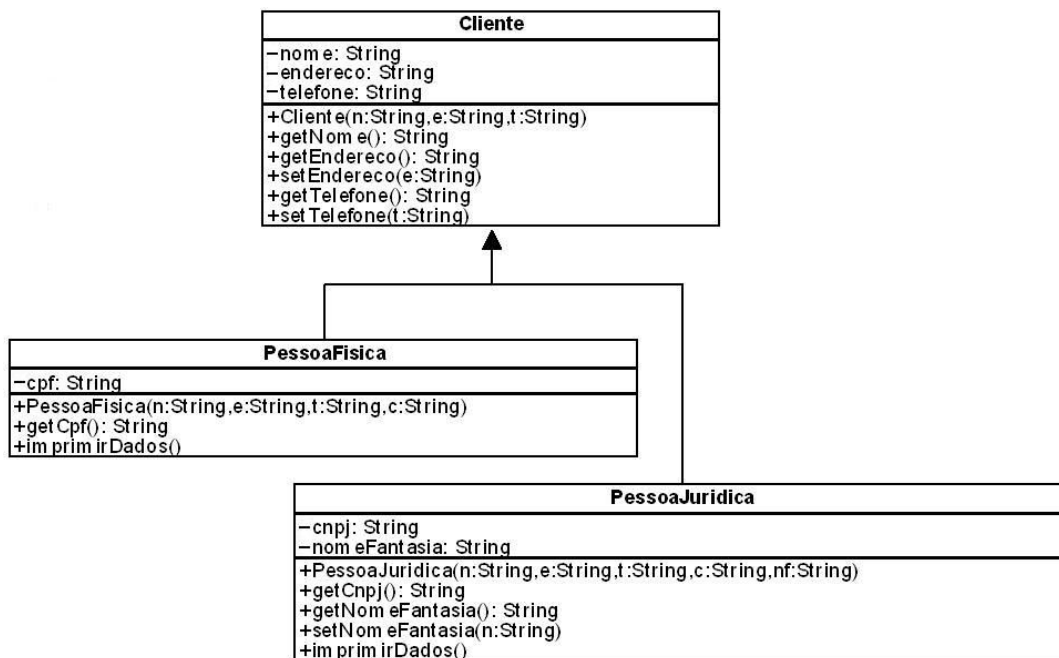 Cliente
−nome: String
−endereco: String
−telefone: String
+Cliente(n:String,e:String,t:String)
+getNome(): String
+getEndereco(): String
+setEndereco(e:String)
+getTelefone(): String
+setTelefone(t:String)
PessoaFisica
−cpf: String
+PessoaFisica(n:String,e:String,t:String,c:String)
+getCpf(): String
+imprimirDados()
PessoaJuridica
−cnpj: String
−nomeFantasia: String
+PessoaJuridica(n:String,e:String,t:String,c:String,nf:String)
+getCnpj(): String
+getNomeFantasia(): String
+setNomeFantasia(n:String)
+imprimirDados()